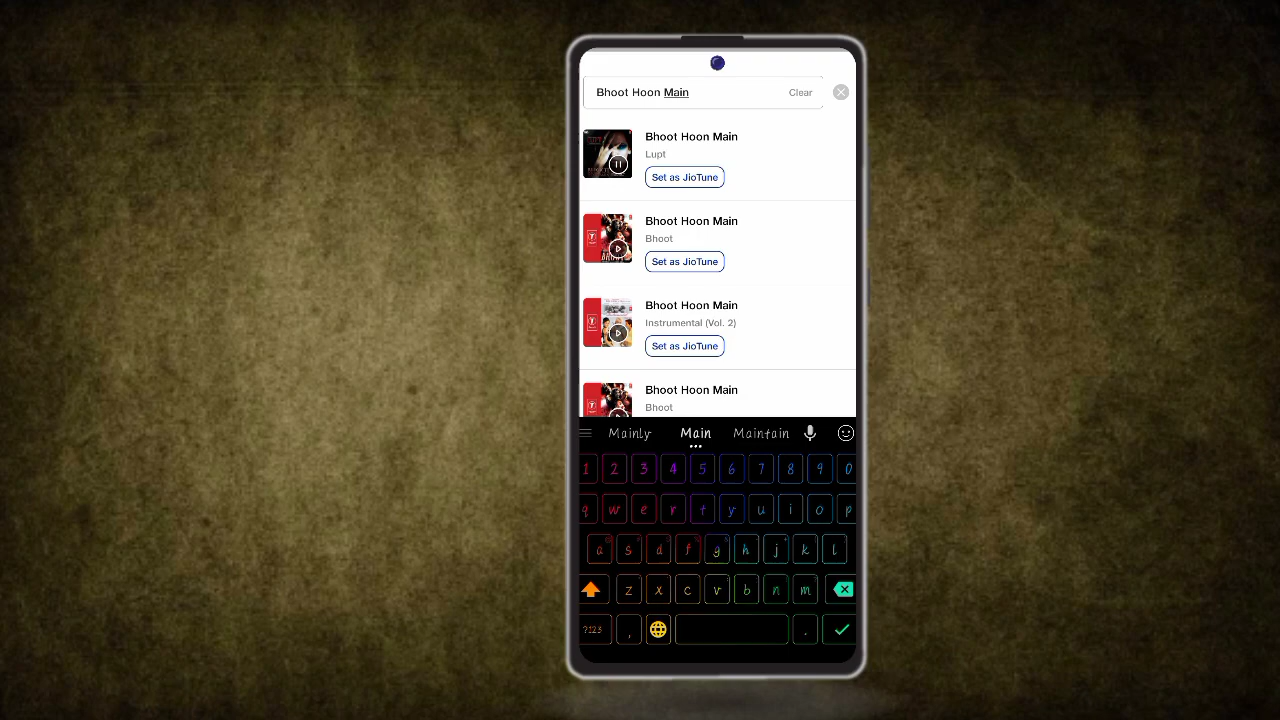 Bhoot Hoon Main Clear
Bhoot Hoon Main
Lupt
Set as JioTune
Bhoot Hoon Main
Bhoot
Set as JioTune
Bhoot Hoon Main
Instrumental (Vol. 2)
Set as JioTune
Bhoot Hoon Main
Bhoot
Mainly Main Maintain
1 2 3 4 5 6 7 8 9 0
q w e r t y u i o p
a s d f g h j k l
z x c v b n m
?123 , .